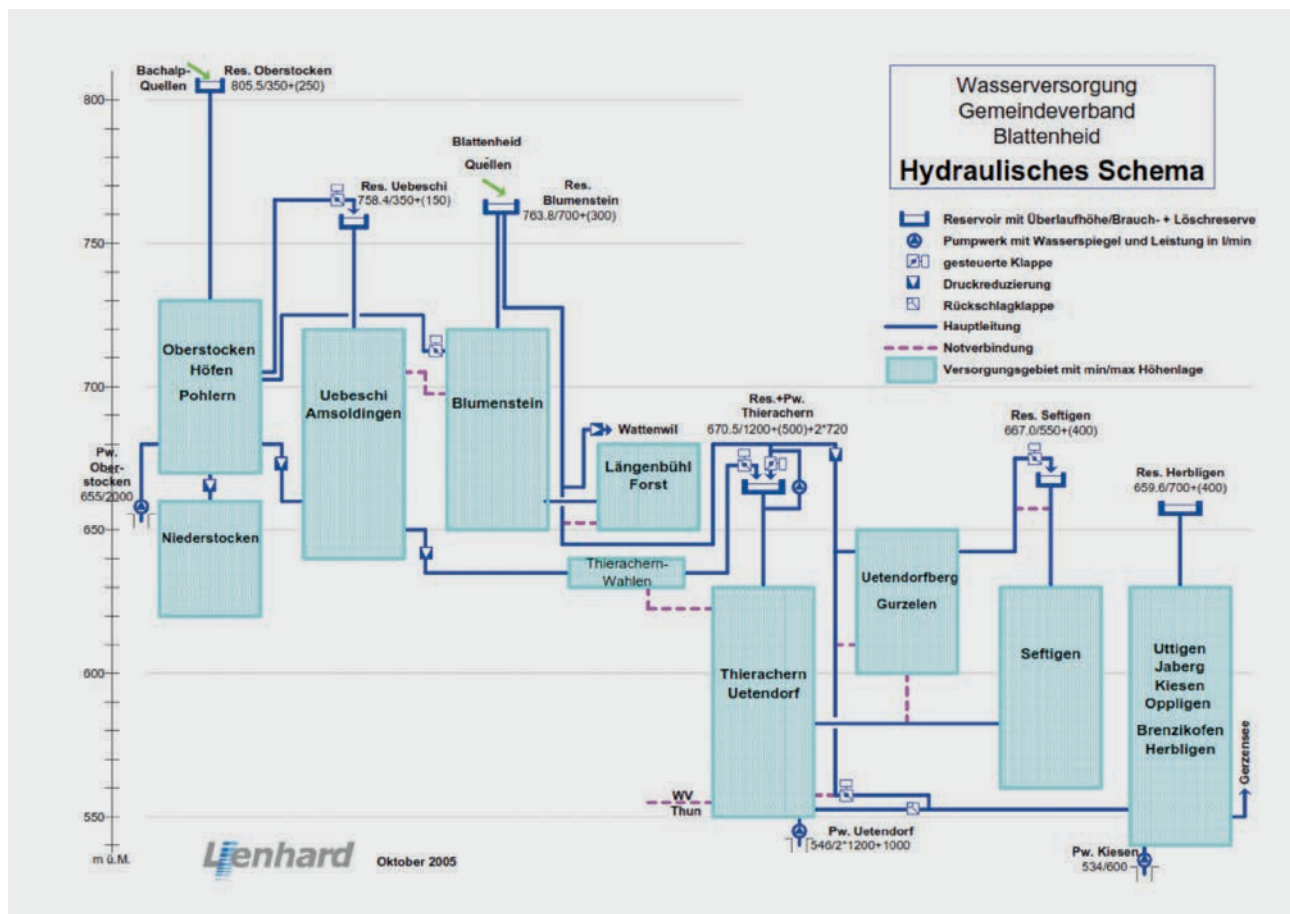 Wasserversorgung
Gemeindeverband
Blattenheid
Hydraulisches Schema
Reservoir mit Überlaufhöhe/Brauch- + Löschreserve
Pumpwerk mit Wasserspiegel und Leistung in l/min
gesteuerte Klappe
Druckreduzierung
Rückschlagklappe
Hauptleitung
Notverbindung
Versorgungsgebiet mit min/max Höhenlage
800
750
700
650
600
550
m ü.M.
Bachalp-
Quellen
Res. Oberstocken
805.5/350+(250)
Res. Uebeschi
758.4/350+(150)
Blattenheid
Quellen
Res.
Blumenstein
763.8/700+(300)
Oberstocken
Höfen
Pohlern
Uebeschi
Amsoldingen
Blumenstein
Wattenwil
Längenbühl
Forst
Res.+Pw.
Thierachern
670.5/1200+(500)+2*720
Res. Seftigen
667.0/550+(400)
Res. Herbligen
659.6/700+(400)
Pw.
Ober-
stocken
655/2000
Niederstocken
Thierachern-
Wahlen
Uetendorfberg
Gurzelen
Thierachern
Uetendorf
Seftigen
Uttigen
Jaberg
Kiesen
Oppligen
Brenzikofen
Herbligen
Gerzensee
WV
Thun
Pw. Uetendorf
546/2*1200+1000
Pw. Kiesen
534/600
Lienhard
Oktober 2005